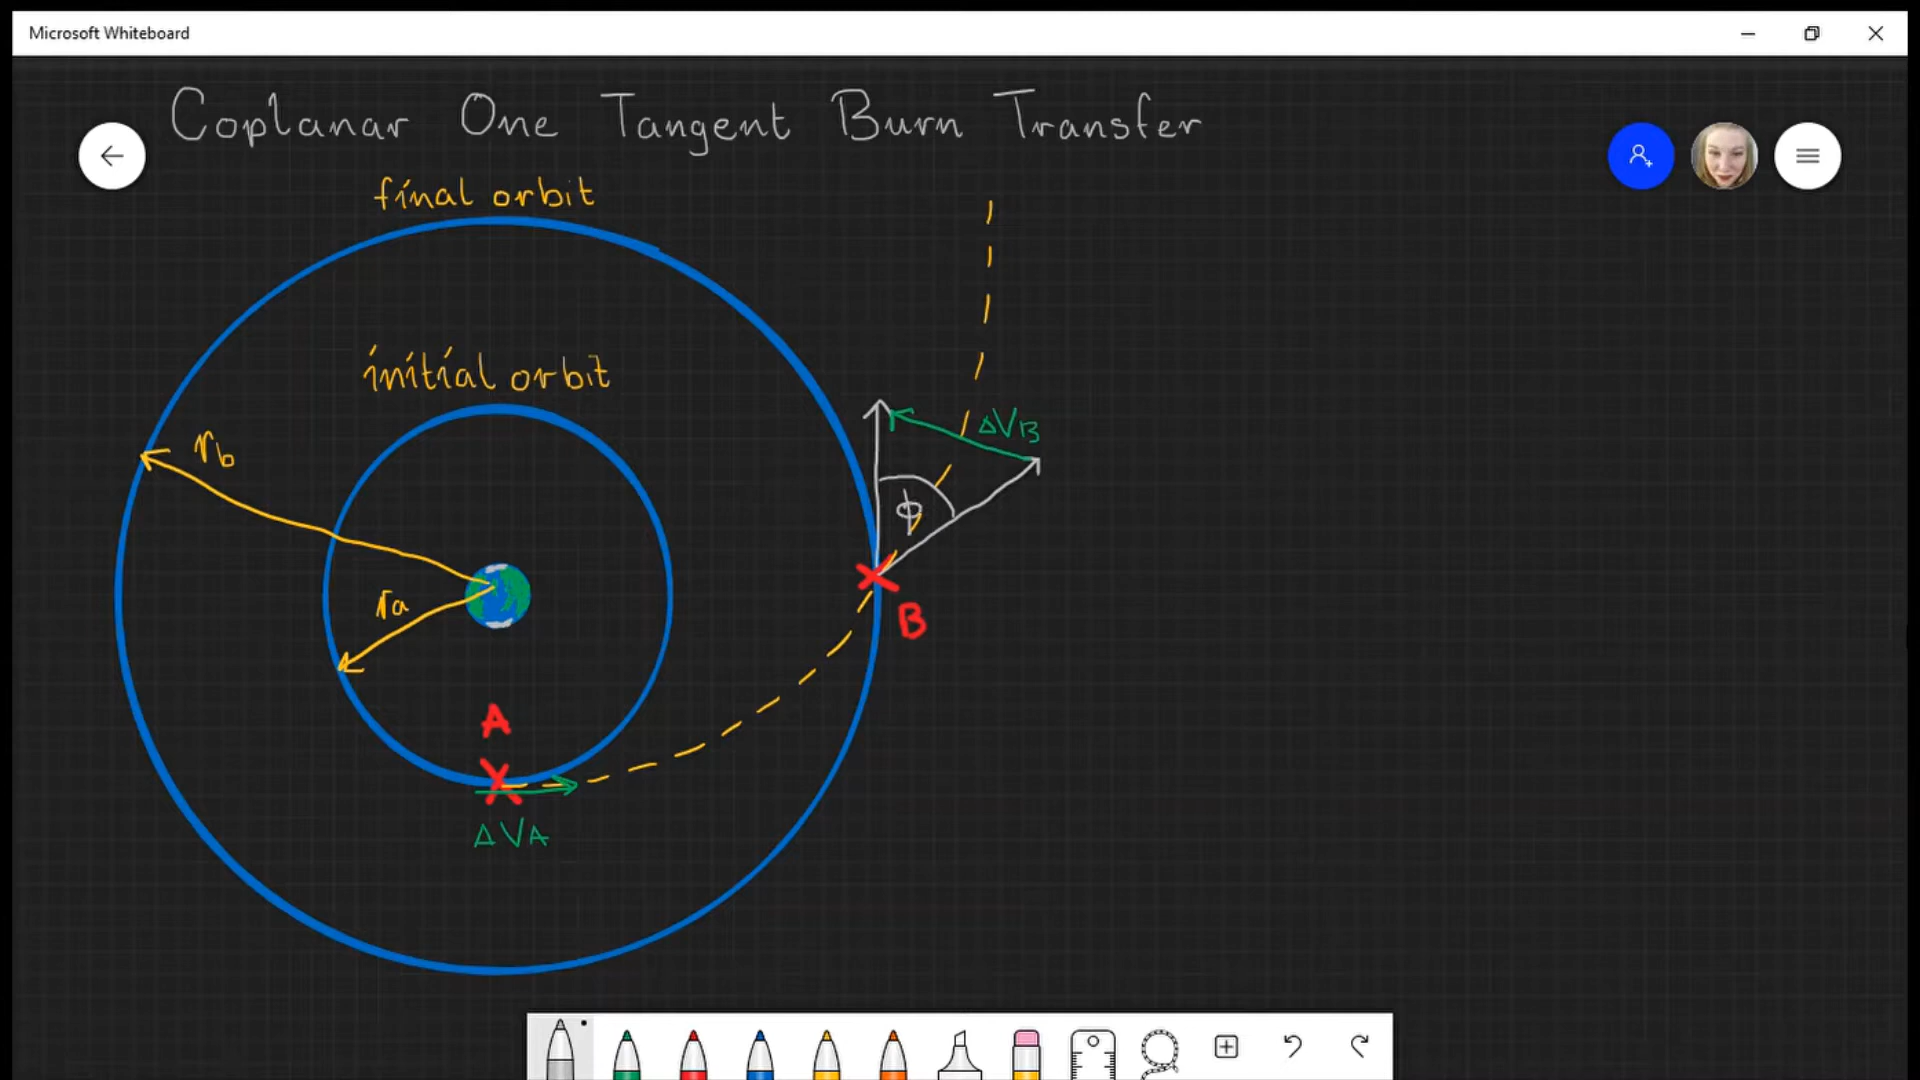 Microsoft Whiteboard
Coplanar One Tangent Burn Transfer
final orbit
initial orbit
rb
ΔVB
ϕ
ra
B
A
ΔVA